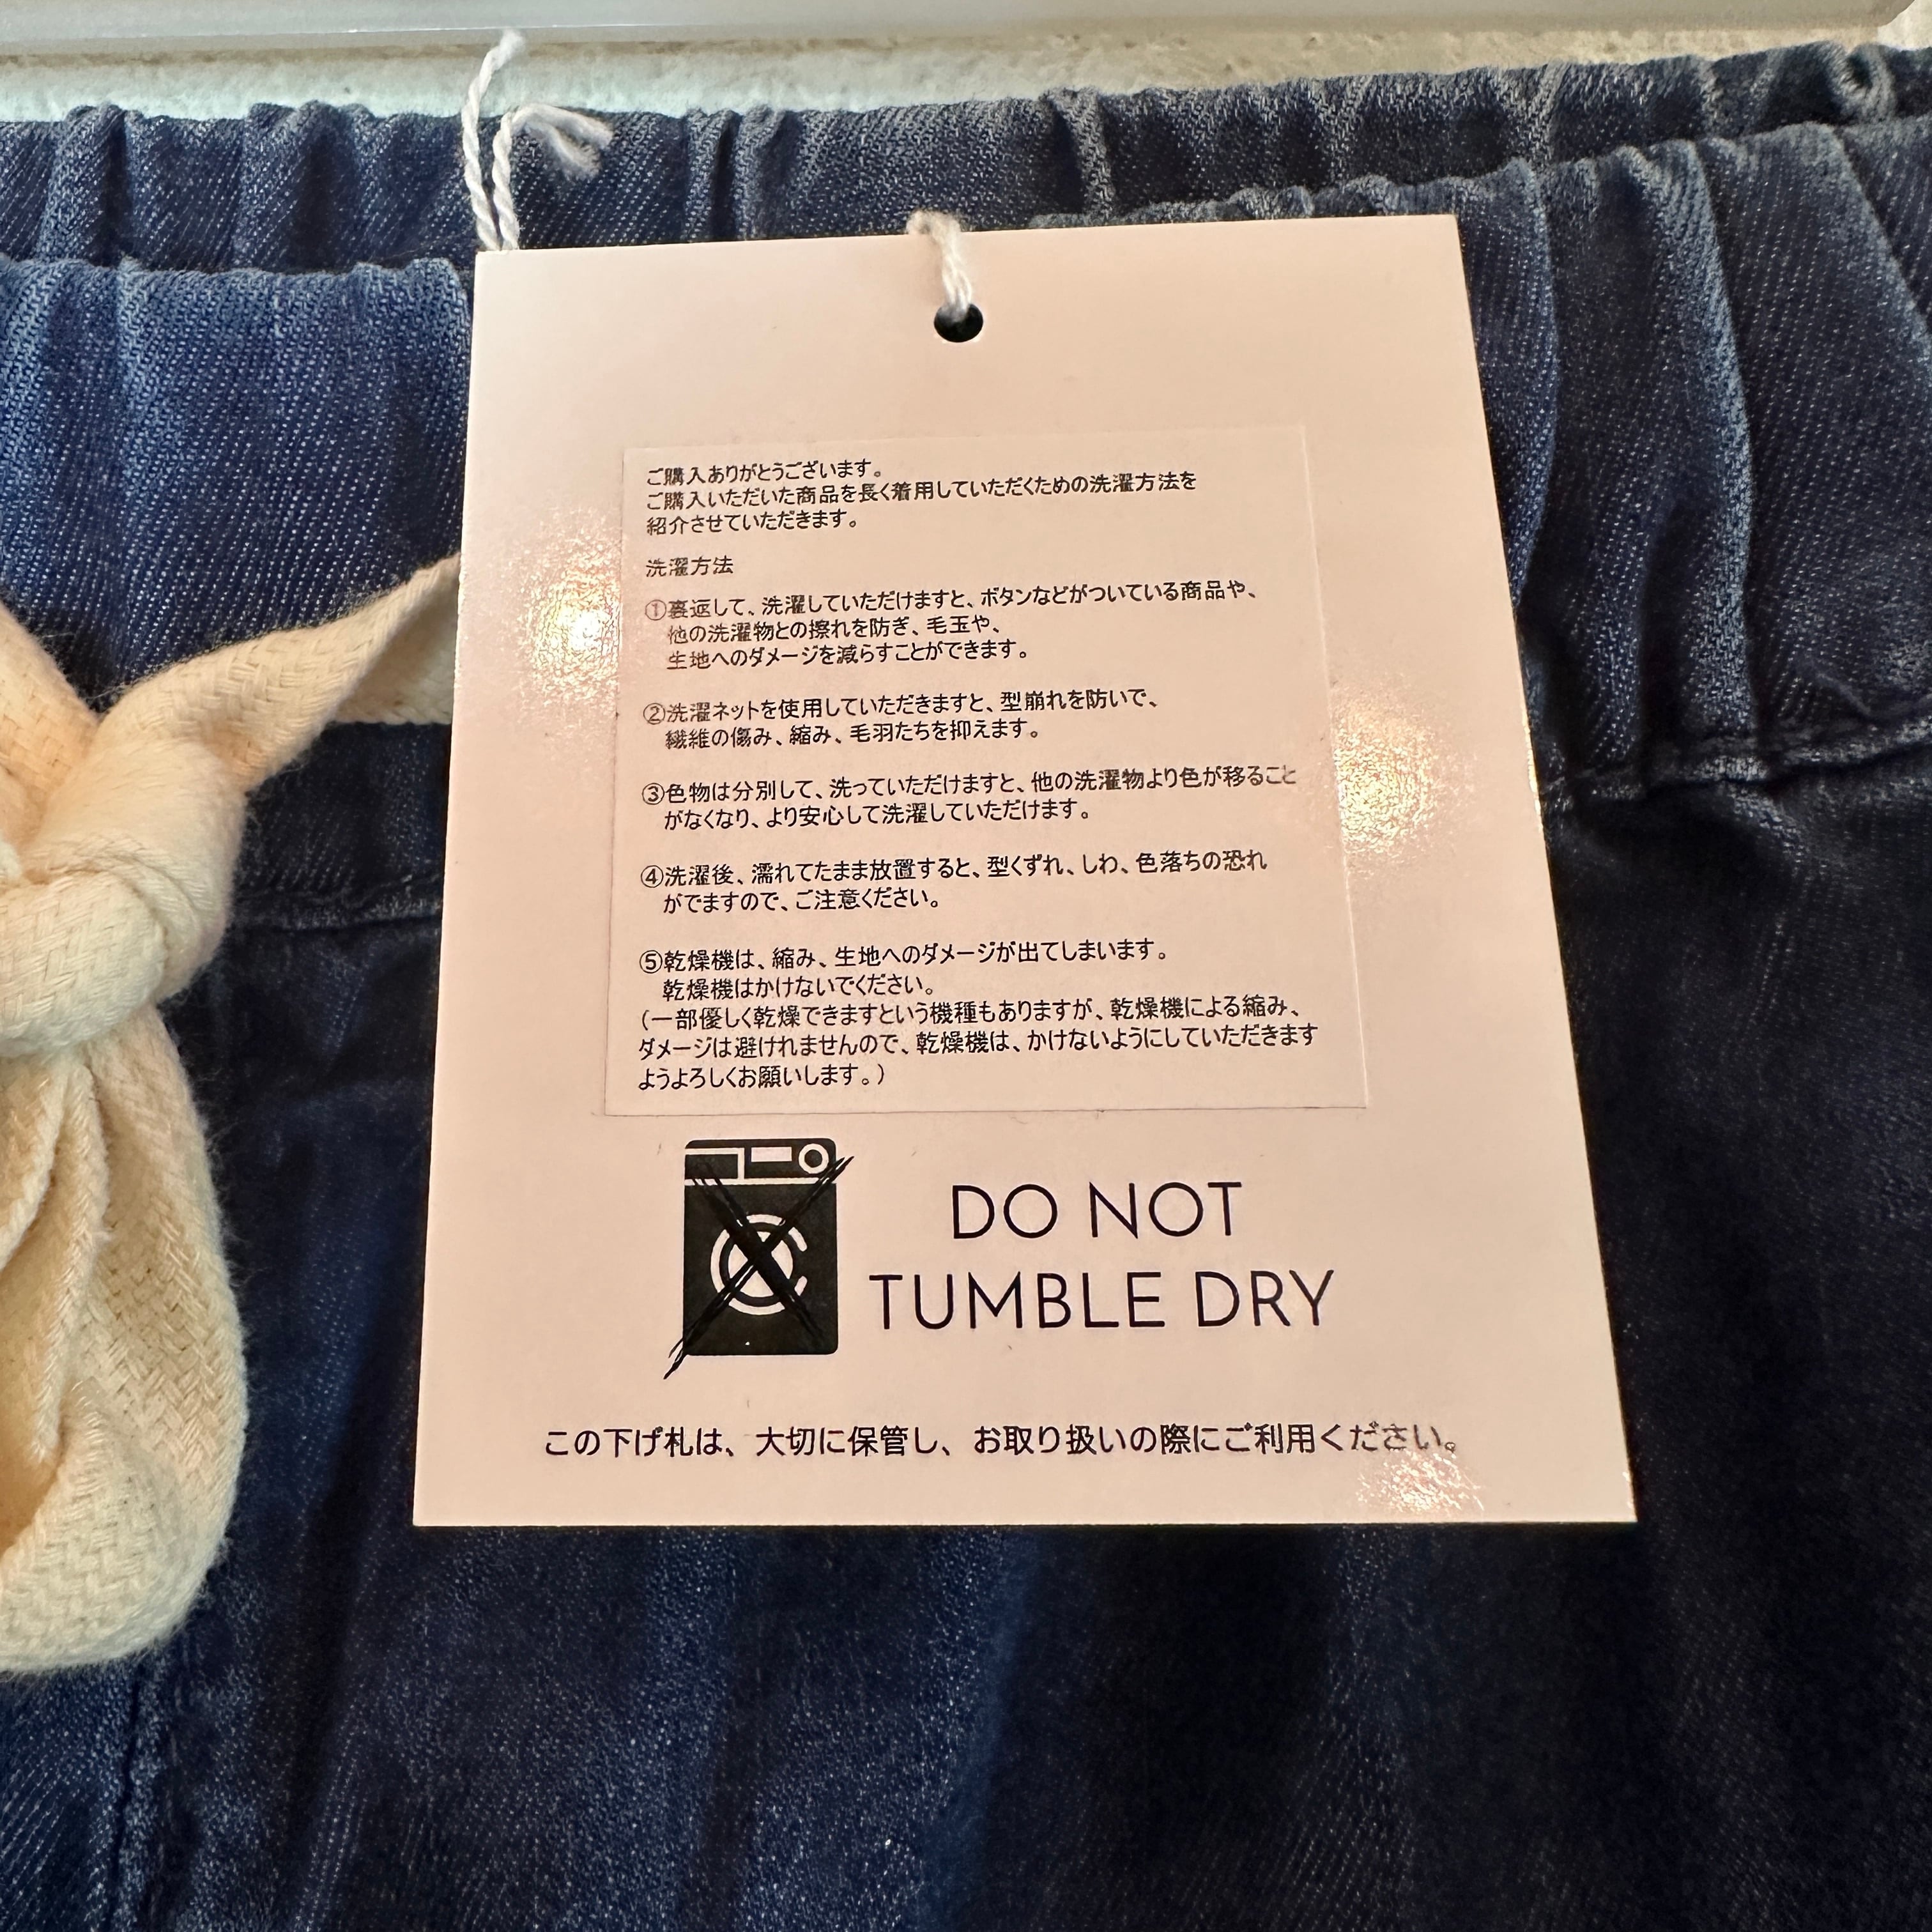 ご購入ありがとうございます。
ご購入いただいた商品を長く着用していただくための洗濯方法を
紹介させていただきます。
洗濯方法
①裏返して、洗濯していただけますと、ボタンなどがついている商品や、
他の洗濯物との擦れを防ぎ、毛玉や、
生地へのダメージを減らすことができます。
②洗濯ネットを使用していただきますと、型崩れを防いで、
繊維の傷み、縮み、毛羽たちを抑えます。
③色物は分別して、洗っていただけますと、他の洗濯物より色が移ること
がなくなり、より安心して洗濯していただけます。
④洗濯後、濡れてたまま放置すると、型くずれ、しわ、色落ちの恐れ
がでますので、ご注意ください。
⑤乾燥機は、縮み、生地へのダメージが出てしまいます。
乾燥機はかけないでください。
（一部優しく乾燥できますという機種もありますが、乾燥機による縮み、
ダメージは避けれませんので、乾燥機は、かけないようにしていただきます
ようよろしくお願いします。）
DO NOT
TUMBLE DRY
この下げ札は、大切に保管し、お取り扱いの際にご利用ください。